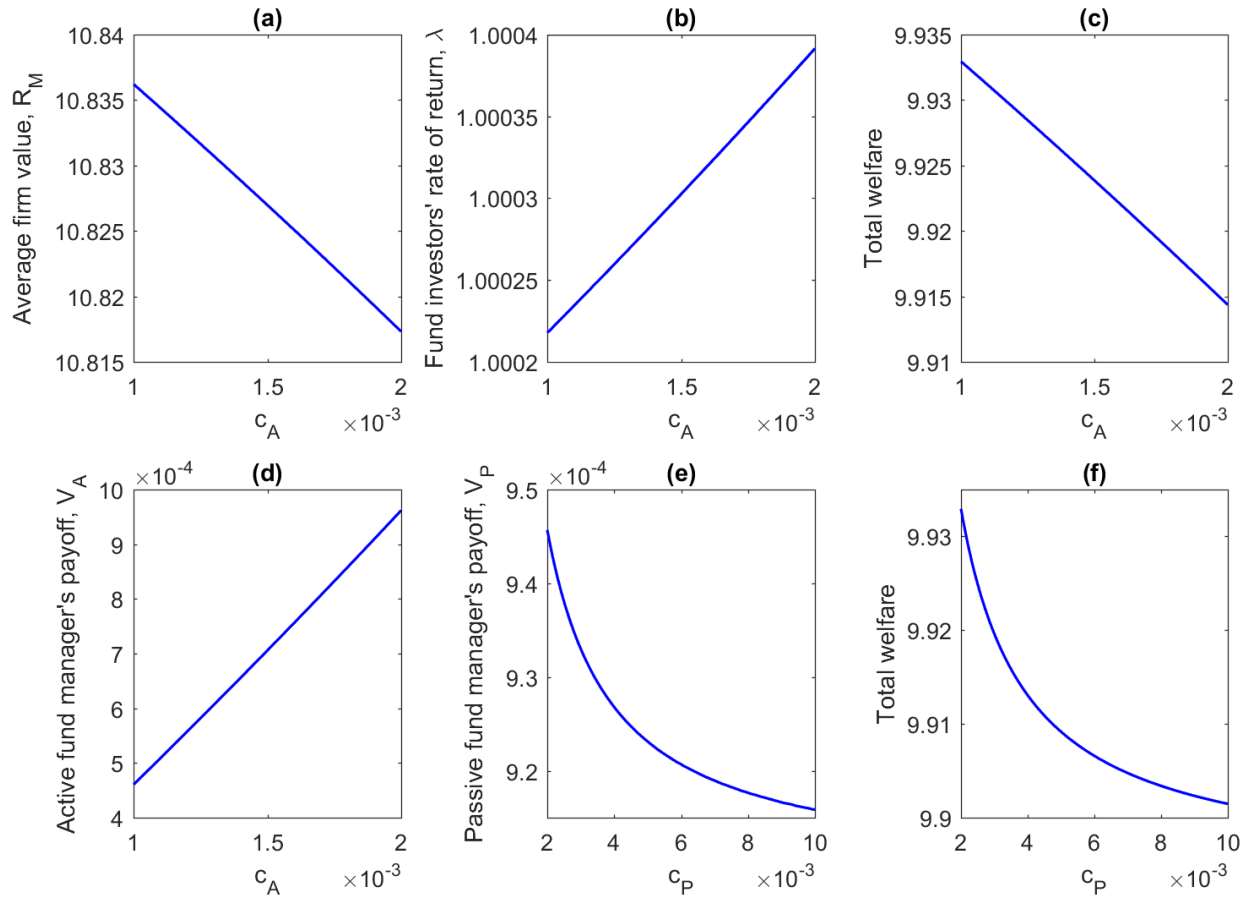 (a)
10.84
10.835
10.83
10.825
10.82
10.815
Average firm value, R_M
1 1.5 2
c_A ×10^-3
(b)
1.0004
1.00035
1.0003
1.00025
1.0002
Fund investors' rate of return, λ
1 1.5 2
c_A ×10^-3
(c)
9.935
9.93
9.925
9.92
9.915
9.91
Total welfare
1 1.5 2
c_A ×10^-3
×10^-4 (d)
10
9
8
7
6
5
4
Active fund manager's payoff, V_A
1 1.5 2
c_A ×10^-3
×10^-4 (e)
9.5
9.4
9.3
9.2
Passive fund manager's payoff, V_P
2 4 6 8 10
c_P ×10^-3
(f)
9.93
9.92
9.91
9.9
Total welfare
2 4 6 8 10
c_P ×10^-3